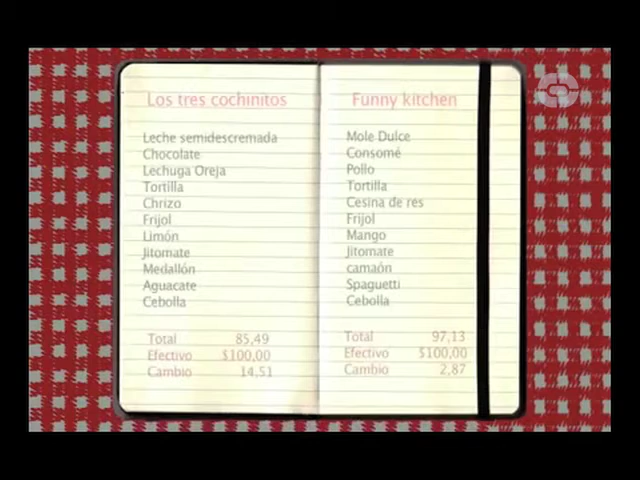 Los tres cochinitos
Leche semidescremada
Chocolate
Lechuga Oreja
Tortilla
Chrizo
Frijol
Limón
Jitomate
Medallón
Aguacate
Cebolla
Total 85,49
Efectivo $100,00
Cambio 14,51
Funny kitchen
Mole Dulce
Consomé
Pollo
Tortilla
Cesina de res
Frijol
Mango
Jitomate
camaón
Spaguetti
Cebolla
Total 97,13
Efectivo $100,00
Cambio 2,87